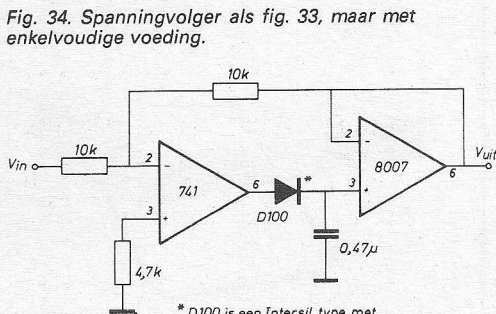 Fig. 34. Spanningvolger als fig. 33, maar met
enkelvoudige voeding.
10k
10k
Vin
2
-
741
6
3
+
4,7k
D100
*
2
-
8007
3
+
6
Vuit
0,47µ
* D100 is een Intersil type met